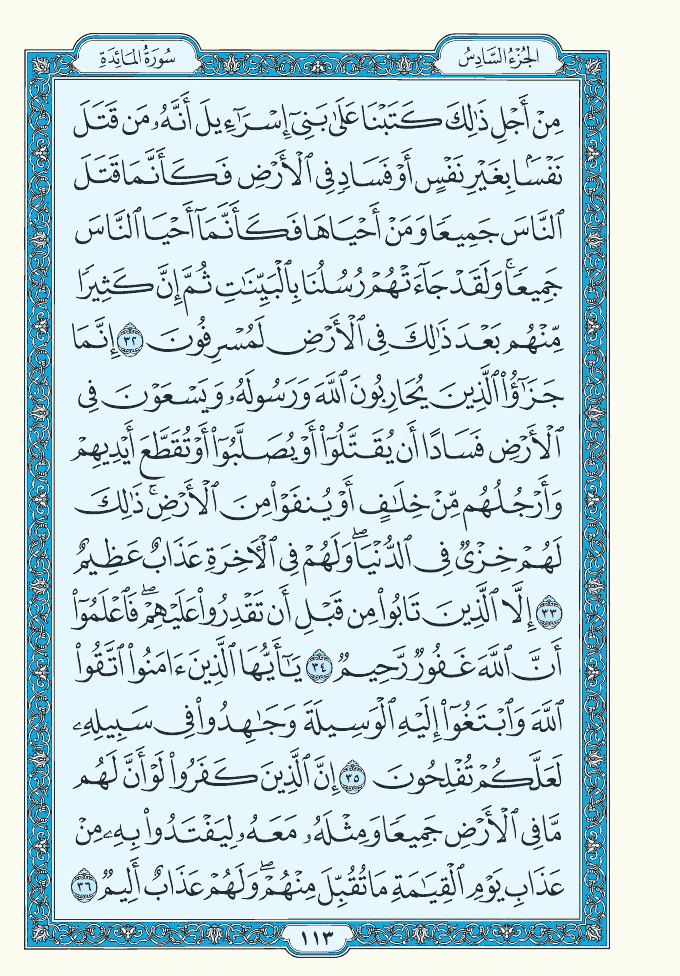 الجُزْءُ السَّادِسُ
سُورَةُ المَائِدَةِ
مِنْ أَجْلِ ذَٰلِكَ كَتَبْنَا عَلَىٰ بَنِيٓ إِسْرَٰٓءِيلَ أَنَّهُۥ مَن قَتَلَ
نَفْسَۢا بِغَيْرِ نَفْسٍ أَوْ فَسَادٖ فِي ٱلْأَرْضِ فَكَأَنَّمَا قَتَلَ
ٱلنَّاسَ جَمِيعٗا وَمَنْ أَحْيَاهَا فَكَأَنَّمَآ أَحْيَا ٱلنَّاسَ
جَمِيعٗاۚ وَلَقَدْ جَآءَتْهُمْ رُسُلُنَا بِٱلْبَيِّنَٰتِ ثُمَّ إِنَّ كَثِيرٗا
مِّنْهُم بَعْدَ ذَٰلِكَ فِي ٱلْأَرْضِ لَمُسْرِفُونَ ٣٢ إِنَّمَا
جَزَٰٓؤُاْ ٱلَّذِينَ يُحَارِبُونَ ٱللَّهَ وَرَسُولَهُۥ وَيَسْعَوْنَ فِي
ٱلْأَرْضِ فَسَادًا أَن يُقَتَّلُوٓاْ أَوْ يُصَلَّبُوٓاْ أَوْ تُقَطَّعَ أَيْدِيهِمْ
وَأَرْجُلُهُم مِّنْ خِلَٰفٍ أَوْ يُنفَوْاْ مِنَ ٱلْأَرْضِۚ ذَٰلِكَ
لَهُمْ خِزْيٞ فِي ٱلدُّنْيَاۖ وَلَهُمْ فِي ٱلْأٓخِرَةِ عَذَابٌ عَظِيمٌ
٣٣ إِلَّا ٱلَّذِينَ تَابُواْ مِن قَبْلِ أَن تَقْدِرُواْ عَلَيْهِمْۖ فَٱعْلَمُوٓاْ
أَنَّ ٱللَّهَ غَفُورٞ رَّحِيمٞ ٣٤ يَٰٓأَيُّهَا ٱلَّذِينَ ءَامَنُواْ ٱتَّقُواْ
ٱللَّهَ وَٱبْتَغُوٓاْ إِلَيْهِ ٱلْوَسِيلَةَ وَجَٰهِدُواْ فِي سَبِيلِهِۦ
لَعَلَّكُمْ تُفْلِحُونَ ٣٥ إِنَّ ٱلَّذِينَ كَفَرُواْ لَوْ أَنَّ لَهُم
مَّا فِي ٱلْأَرْضِ جَمِيعٗا وَمِثْلَهُۥ مَعَهُۥ لِيَفْتَدُواْ بِهِۦ مِنْ
عَذَابِ يَوْمِ ٱلْقِيَٰمَةِ مَا تُقُبِّلَ مِنْهُمْۖ وَلَهُمْ عَذَابٌ أَلِيمٞ ٣٦
١١٣